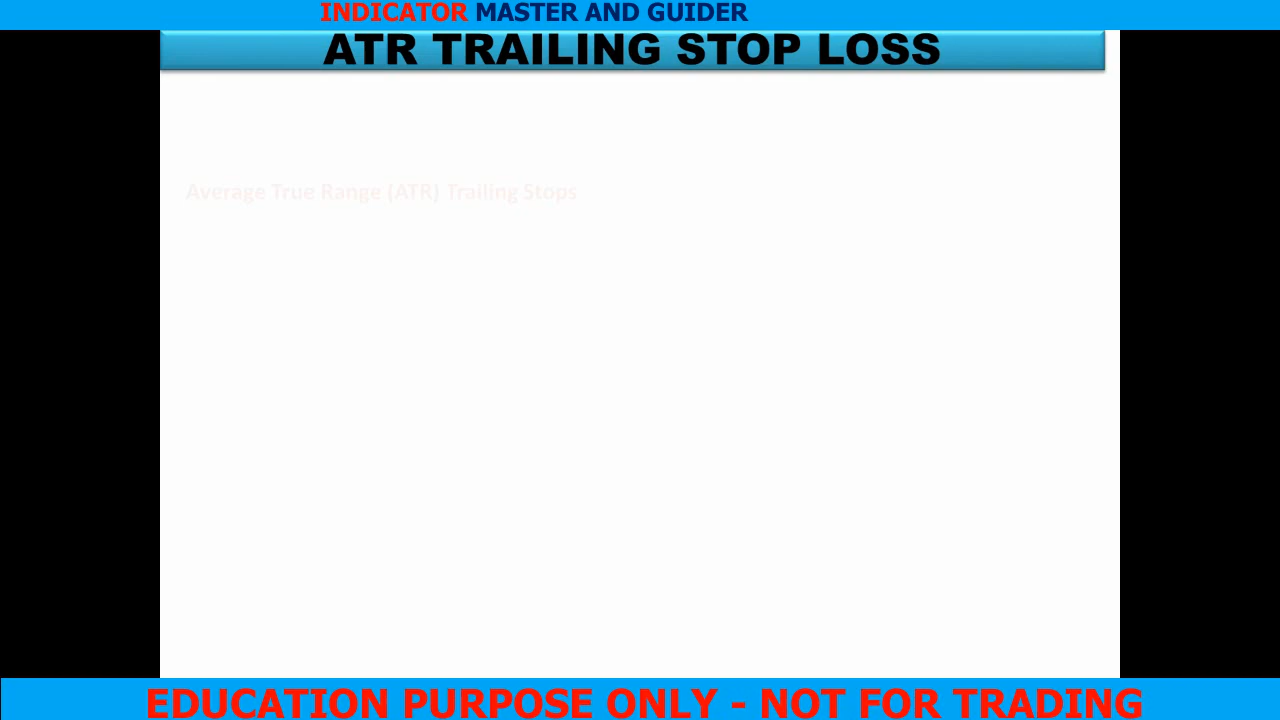 INDICATOR MASTER AND GUIDER
ATR TRAILING STOP LOSS
Average True Range (ATR) Trailing Stops
EDUCATION PURPOSE ONLY - NOT FOR TRADING